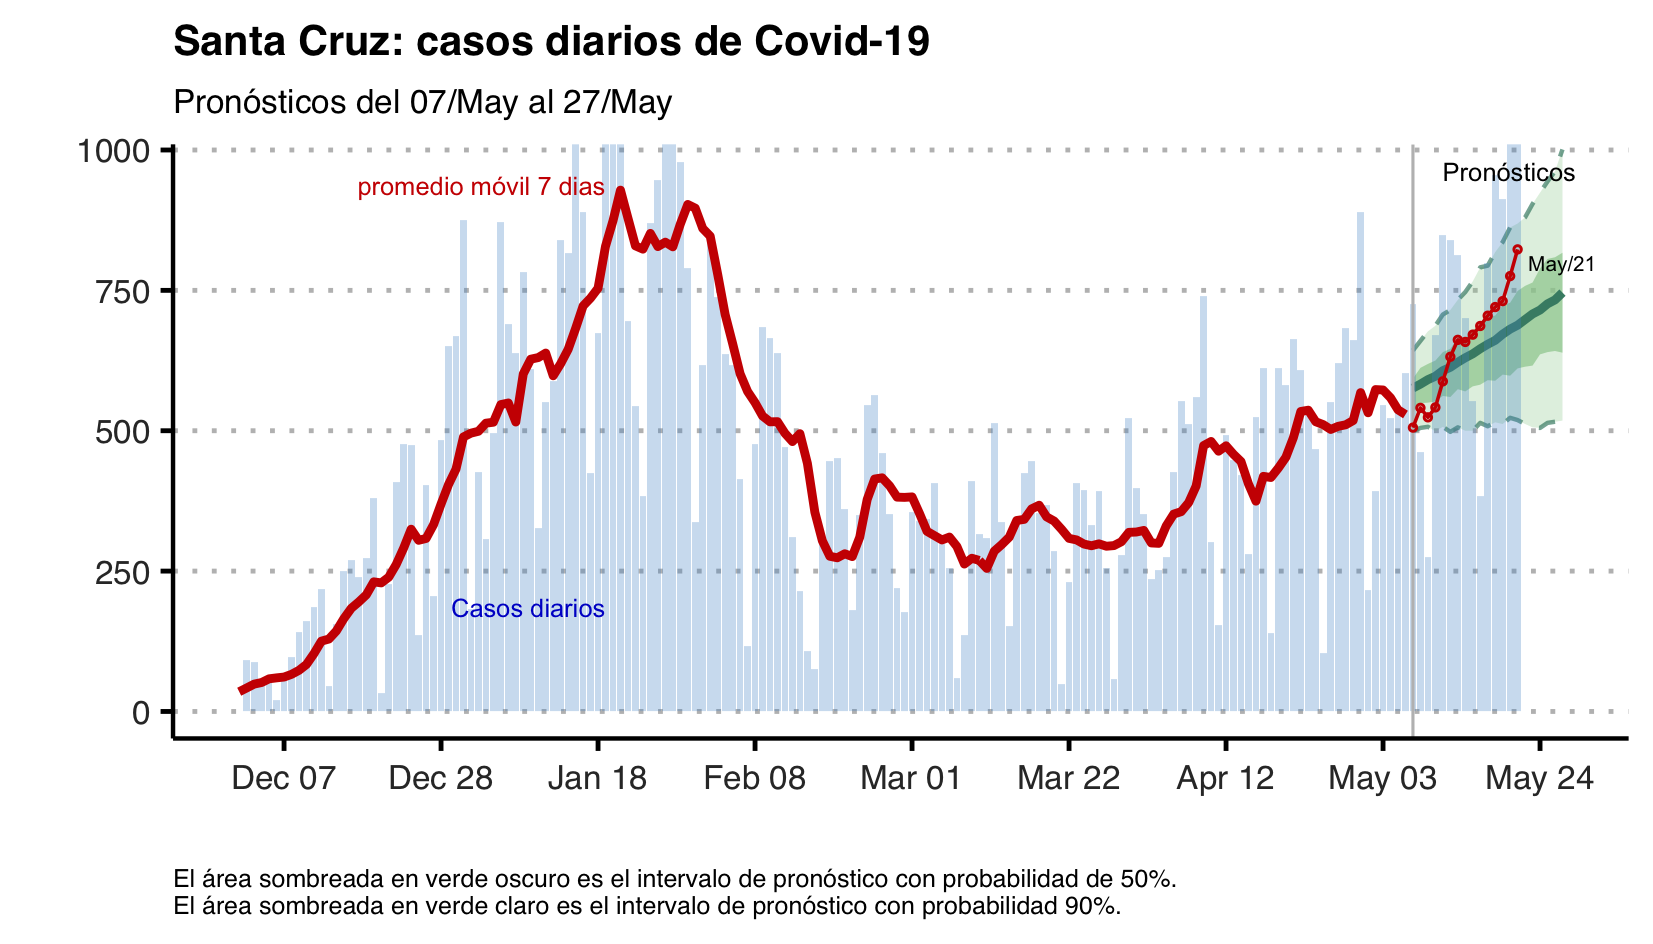 Santa Cruz: casos diarios de Covid-19
Pronósticos del 07/May al 27/May
1000
750
500
250
0
promedio móvil 7 dias
Casos diarios
Pronósticos
May/21
Dec 07
Dec 28
Jan 18
Feb 08
Mar 01
Mar 22
Apr 12
May 03
May 24
El área sombreada en verde oscuro es el intervalo de pronóstico con probabilidad de 50%.
El área sombreada en verde claro es el intervalo de pronóstico con probabilidad 90%.